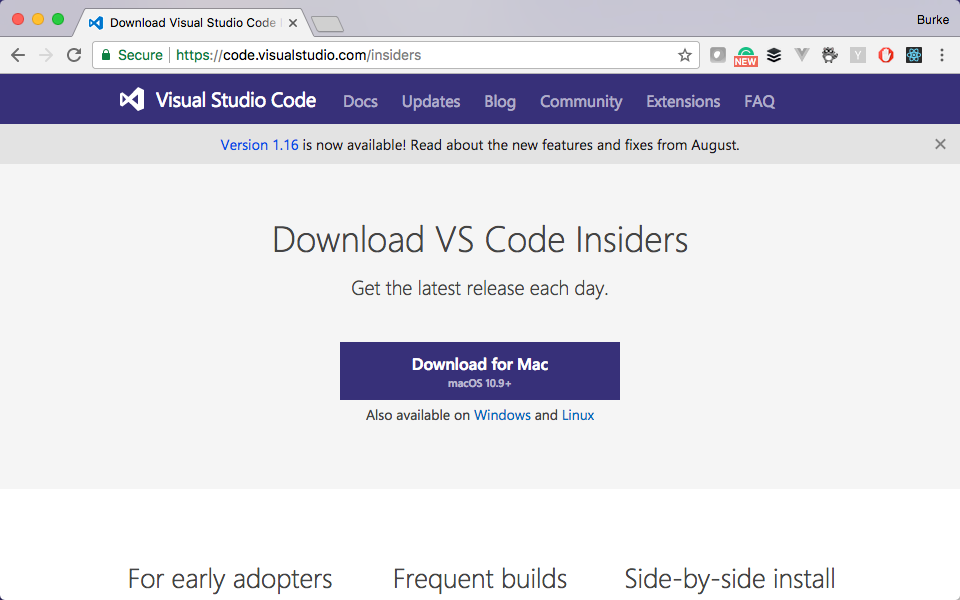 Download Visual Studio Code
Burke
Secure
https://code.visualstudio.com/insiders
NEW
Y
Visual Studio Code
Docs
Updates
Blog
Community
Extensions
FAQ
Version 1.16 is now available! Read about the new features and fixes from August.
Download VS Code Insiders
Get the latest release each day.
Download for Mac
macOS 10.9+
Also available on Windows and Linux
For early adopters
Frequent builds
Side-by-side install